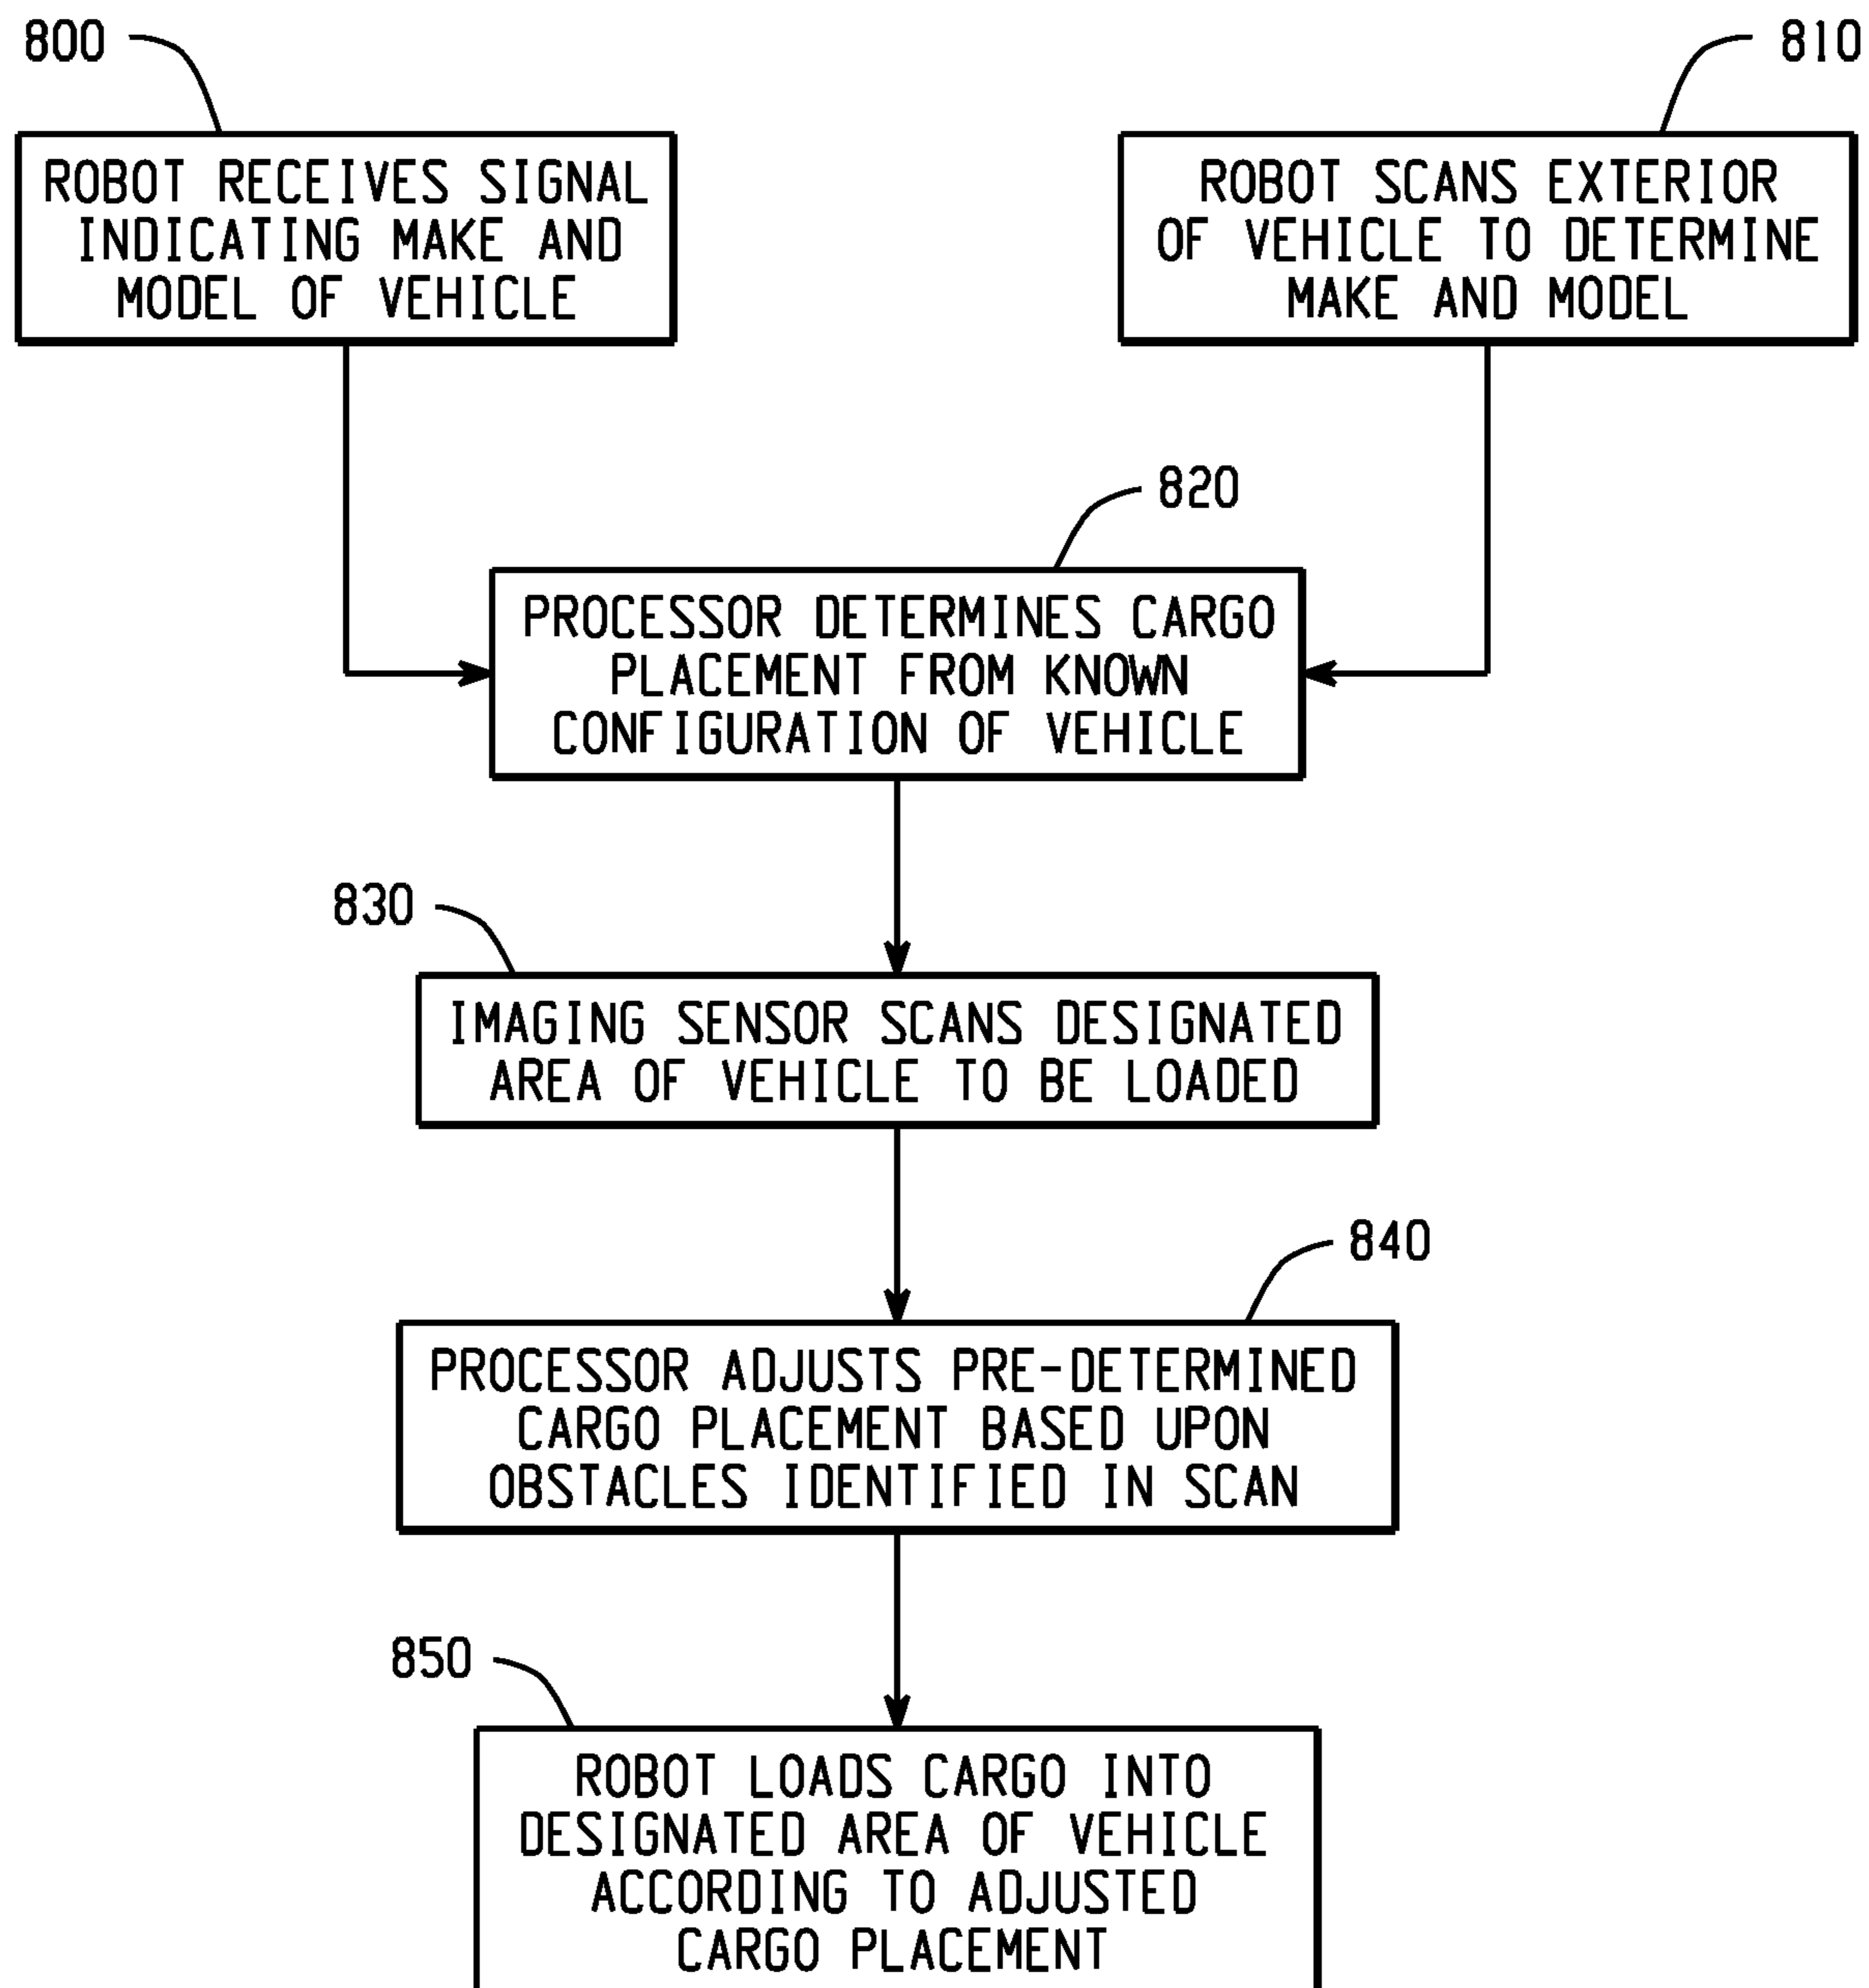 800
810
ROBOT RECEIVES SIGNAL
INDICATING MAKE AND
MODEL OF VEHICLE
ROBOT SCANS EXTERIOR
OF VEHICLE TO DETERMINE
MAKE AND MODEL
820
PROCESSOR DETERMINES CARGO
PLACEMENT FROM KNOWN
CONFIGURATION OF VEHICLE
830
IMAGING SENSOR SCANS DESIGNATED
AREA OF VEHICLE TO BE LOADED
840
PROCESSOR ADJUSTS PRE-DETERMINED
CARGO PLACEMENT BASED UPON
OBSTACLES IDENTIFIED IN SCAN
850
ROBOT LOADS CARGO INTO
DESIGNATED AREA OF VEHICLE
ACCORDING TO ADJUSTED
CARGO PLACEMENT